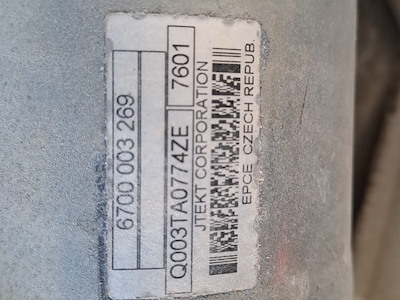 6700 003 269
Q003TA0774ZE 7601
JTEKT CORPORATION
EPCE, CZECH REPUB.